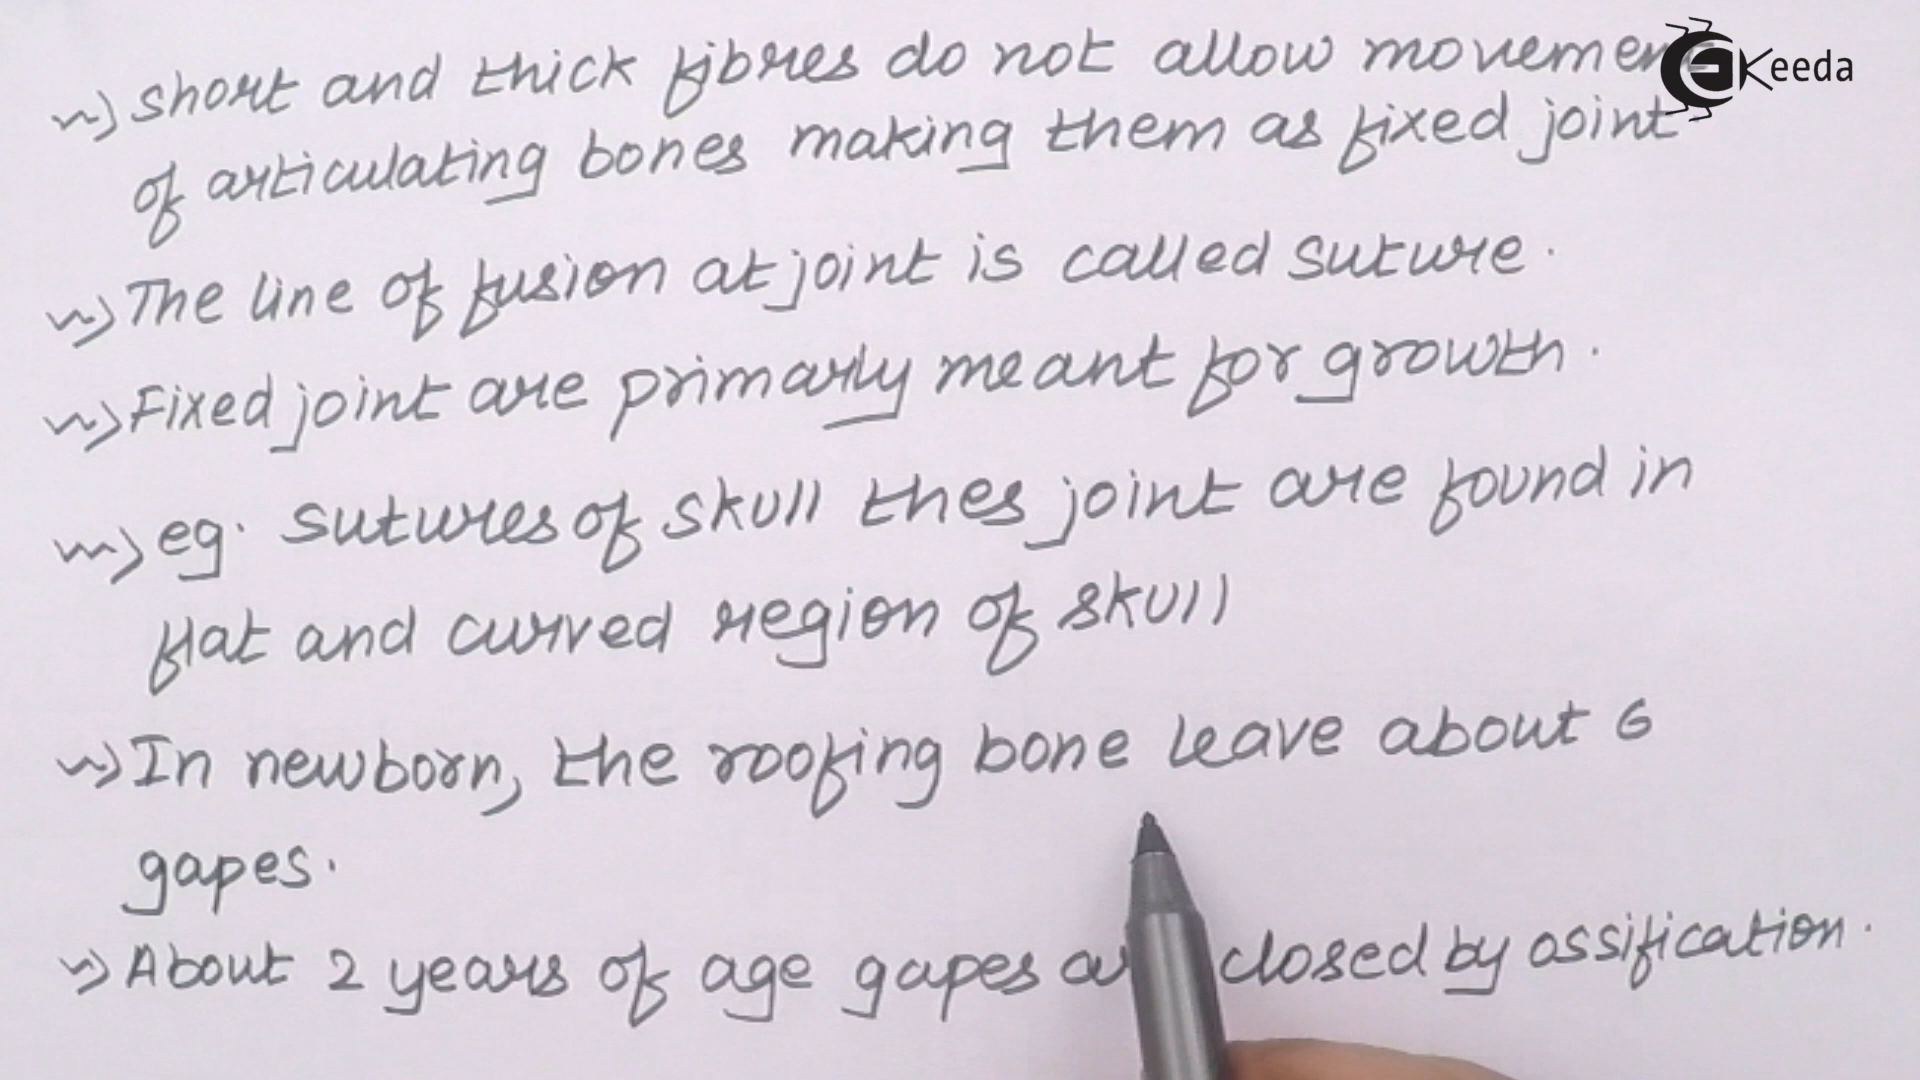 short and thick fibres do not allow movement
Keeda
of articulating bones making them as fixed joint
The line of fusion at joint is called suture.
Fixed joint are primarly meant for growth.
eg. sutures of skull thes joint are found in
flat and curved region of skull
In newborn, the roofing bone leave about 6
gapes.
About 2 years of age gapes closed by ossification.